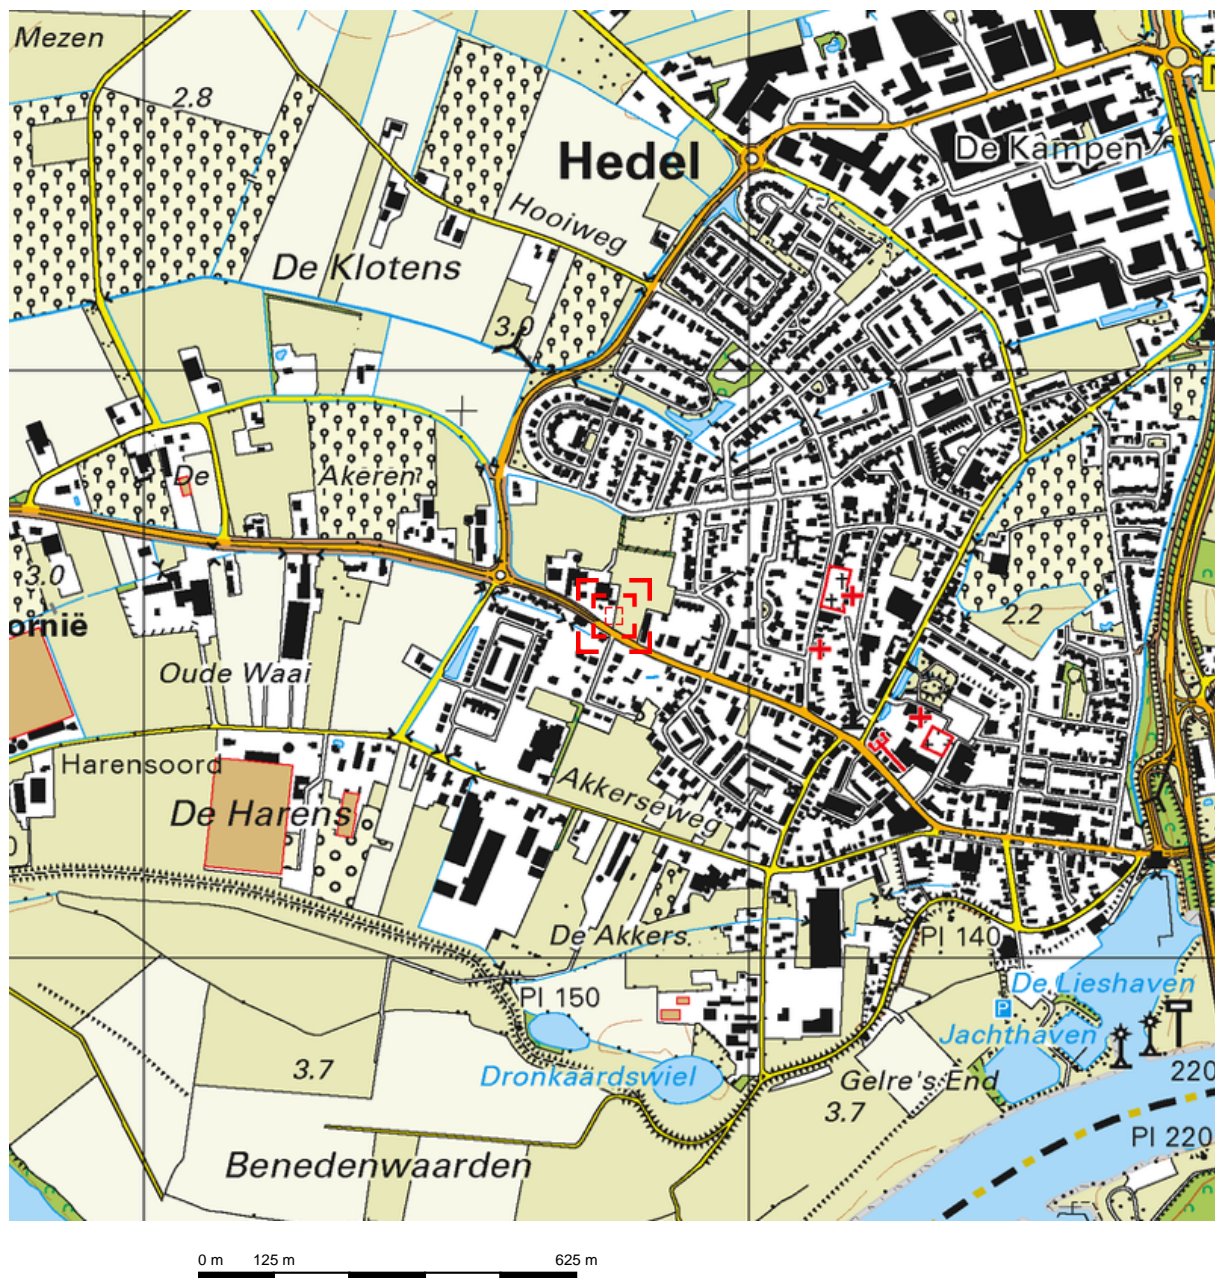 Mezen
2.8
Hedel
De Kampen
Hooiweg
De Klotens
3.0
De Akeren
3.0
ornië
2.2
Oude Waai
Harensoord
De Harens
Akkerseweg
De Akkers
PI 140
PI 150
De Lieshaven
P
Jachthaven
3.7
Dronkaardswiel
Gelre's End
3.7
220
PI 220
Benedenwaarden
0 m 125 m 625 m